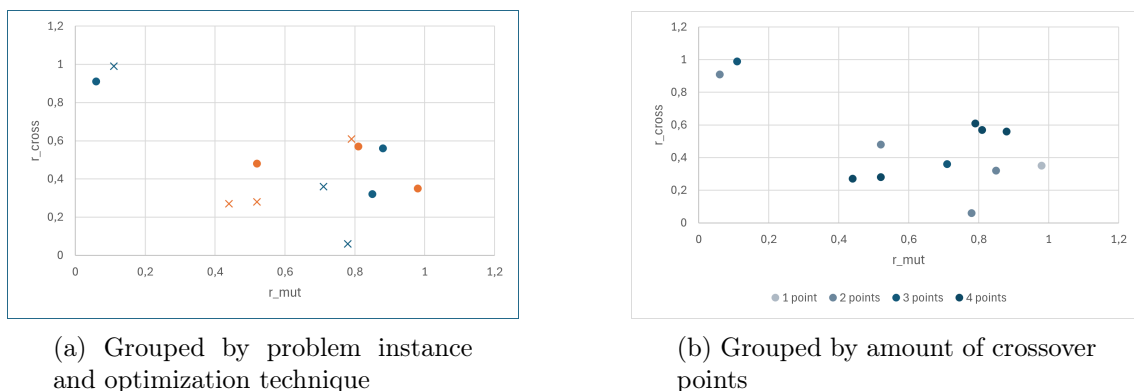 1,2
1
0,8
0,6
0,4
0,2
0
r_cross
0 0,2 0,4 0,6 0,8 1 1,2
r_mut
(a) Grouped by problem instance
and optimization technique
1,2
1
0,8
0,6
0,4
0,2
0
r_cross
0 0,2 0,4 0,6 0,8 1 1,2
r_mut
1 point 2 points 3 points 4 points
(b) Grouped by amount of crossover
points